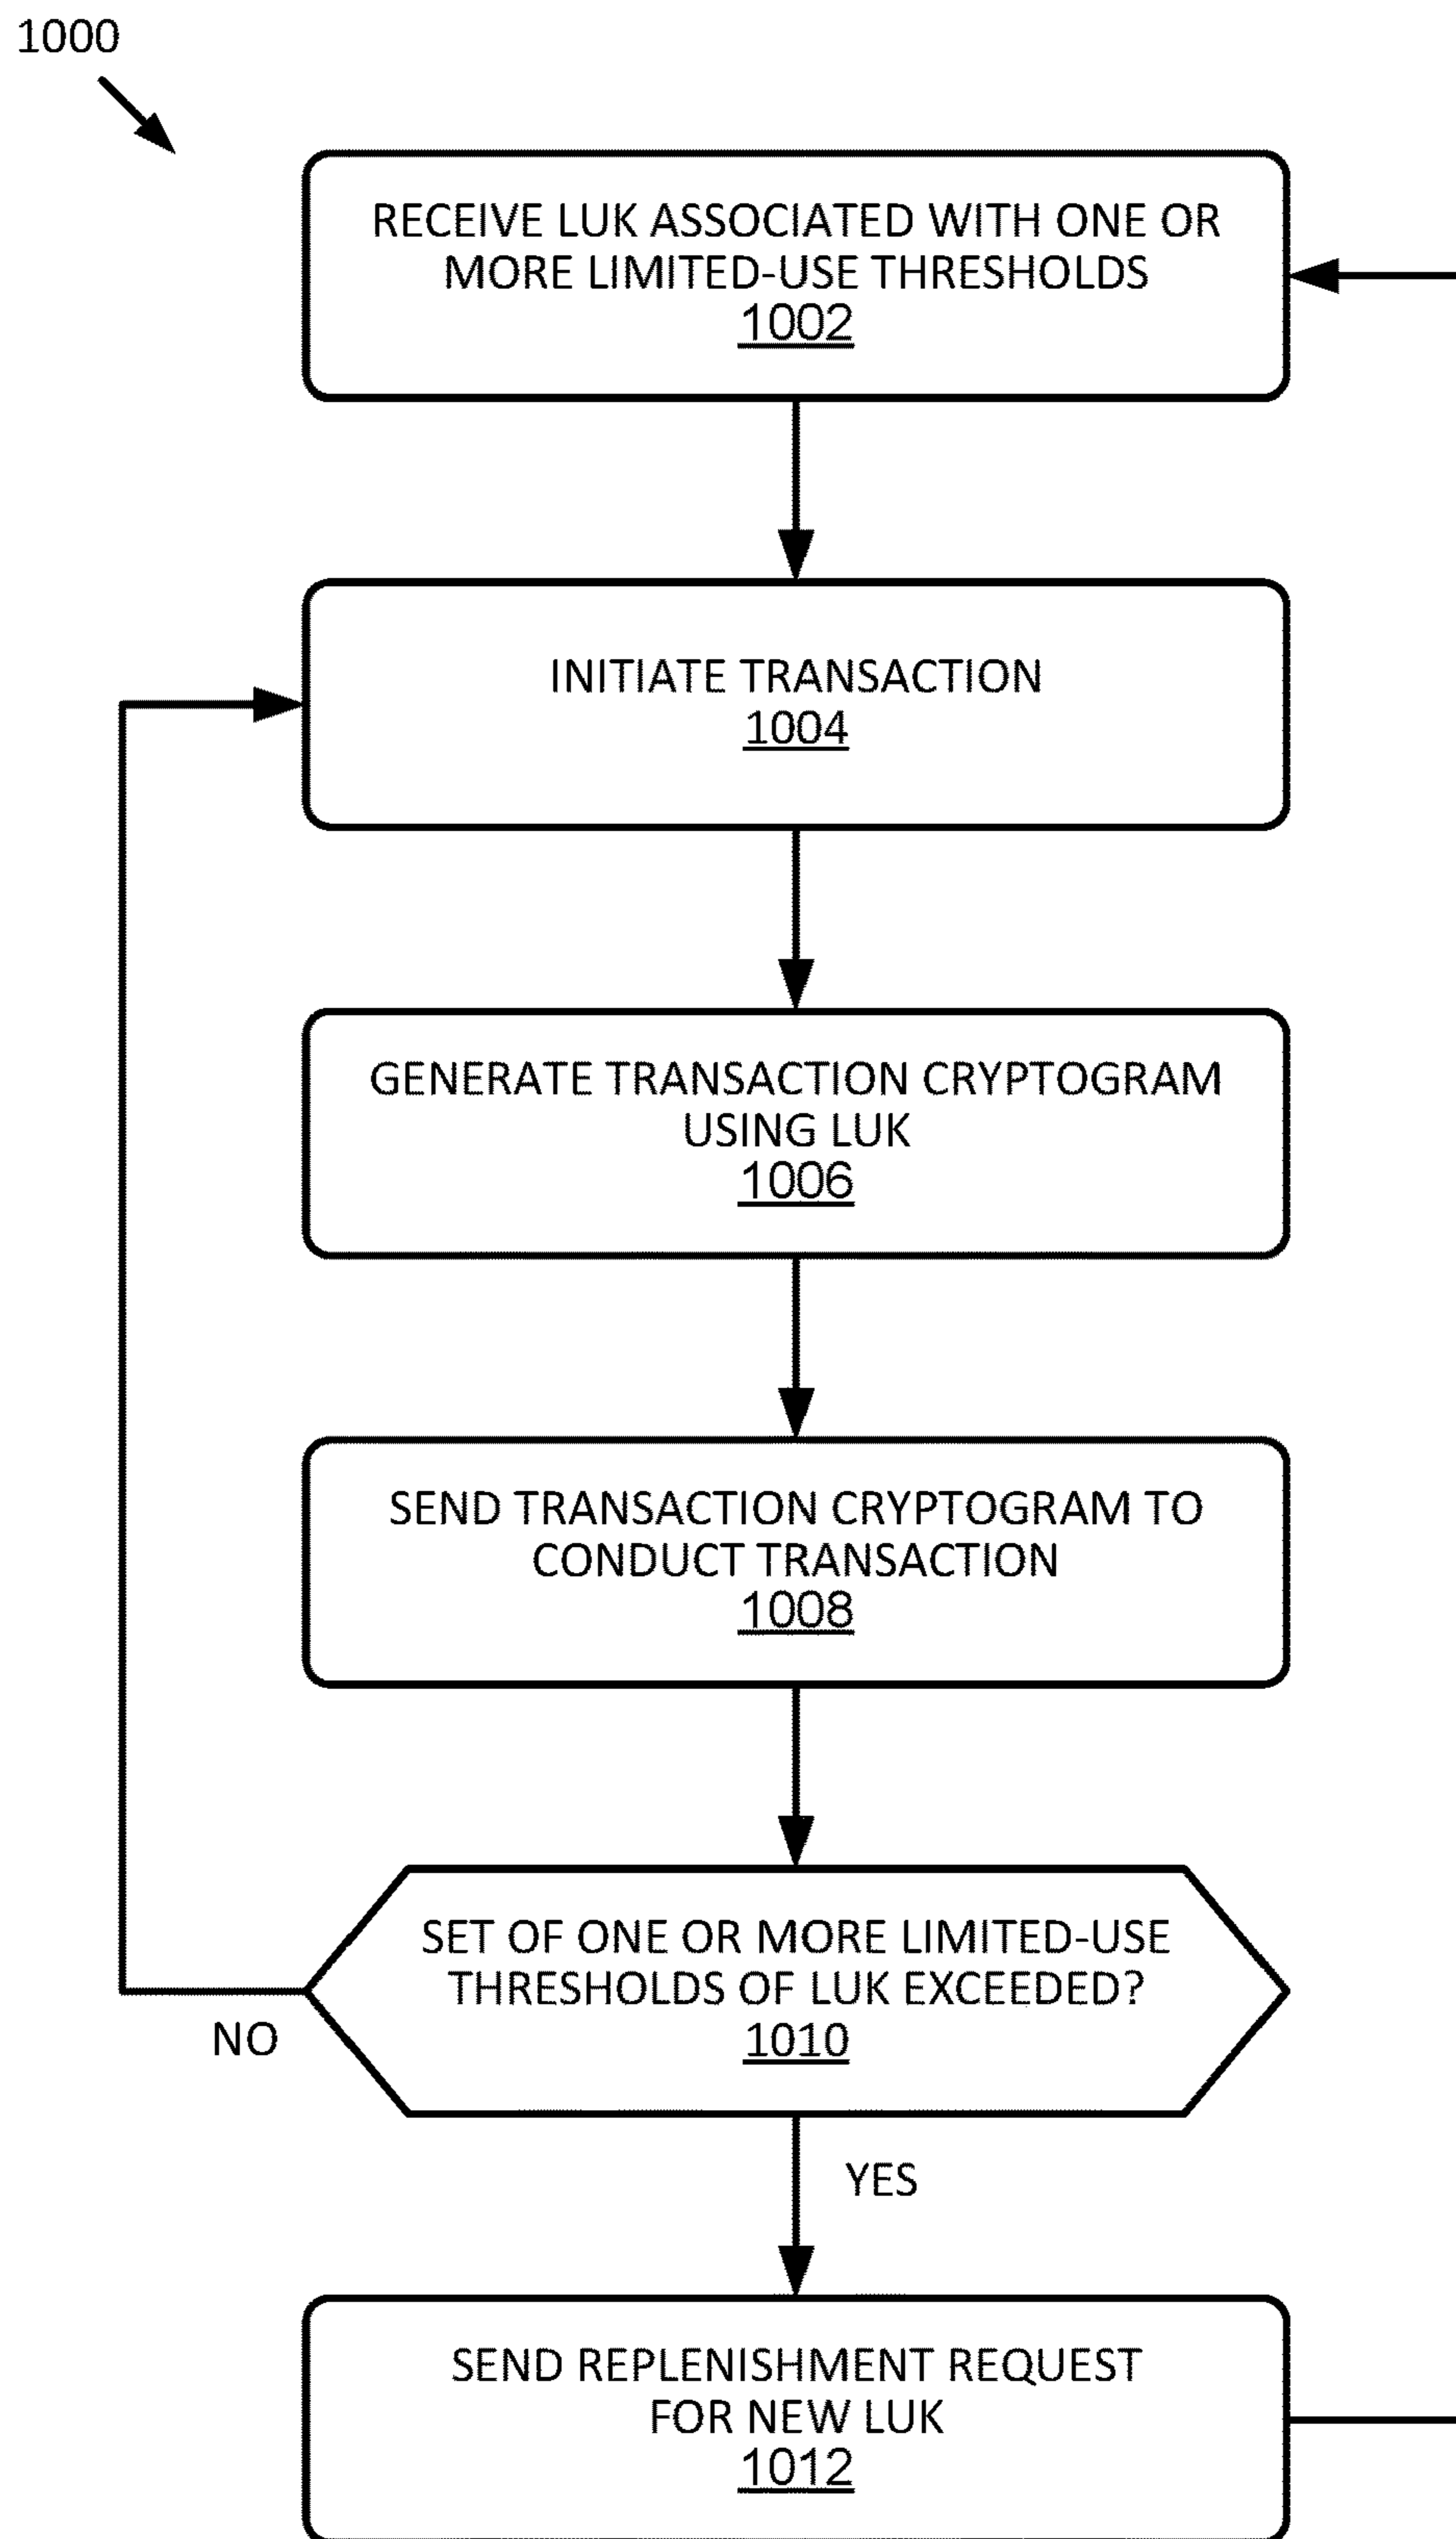 1000
RECEIVE LUK ASSOCIATED WITH ONE OR
MORE LIMITED-USE THRESHOLDS
1002
INITIATE TRANSACTION
1004
GENERATE TRANSACTION CRYPTOGRAM
USING LUK
1006
SEND TRANSACTION CRYPTOGRAM TO
CONDUCT TRANSACTION
1008
SET OF ONE OR MORE LIMITED-USE
THRESHOLDS OF LUK EXCEEDED?
1010
NO
YES
SEND REPLENISHMENT REQUEST
FOR NEW LUK
1012